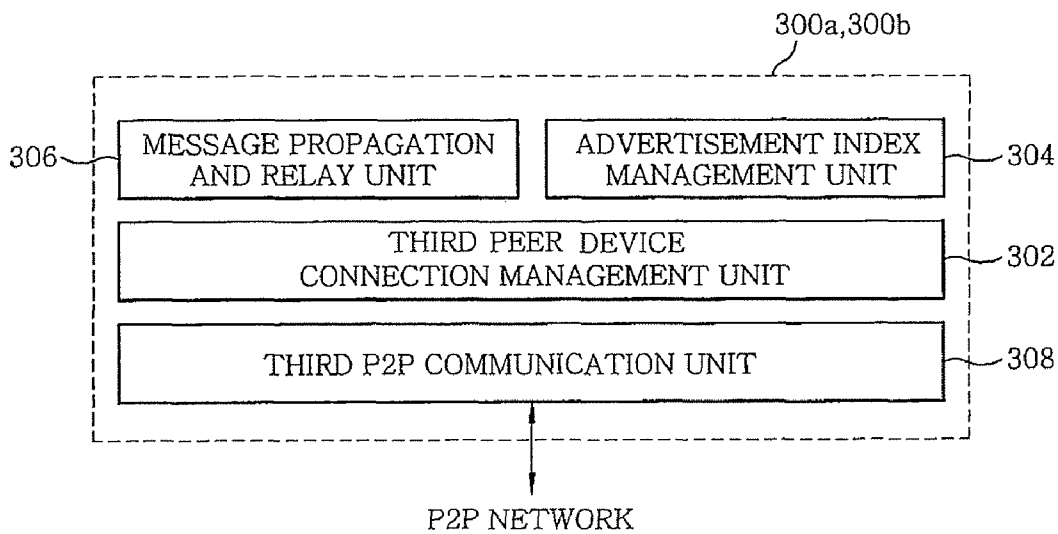 300a,300b
306
MESSAGE PROPAGATION
AND RELAY UNIT
ADVERTISEMENT INDEX
MANAGEMENT UNIT
304
THIRD PEER DEVICE
CONNECTION MANAGEMENT UNIT
302
THIRD P2P COMMUNICATION UNIT
308
P2P NETWORK